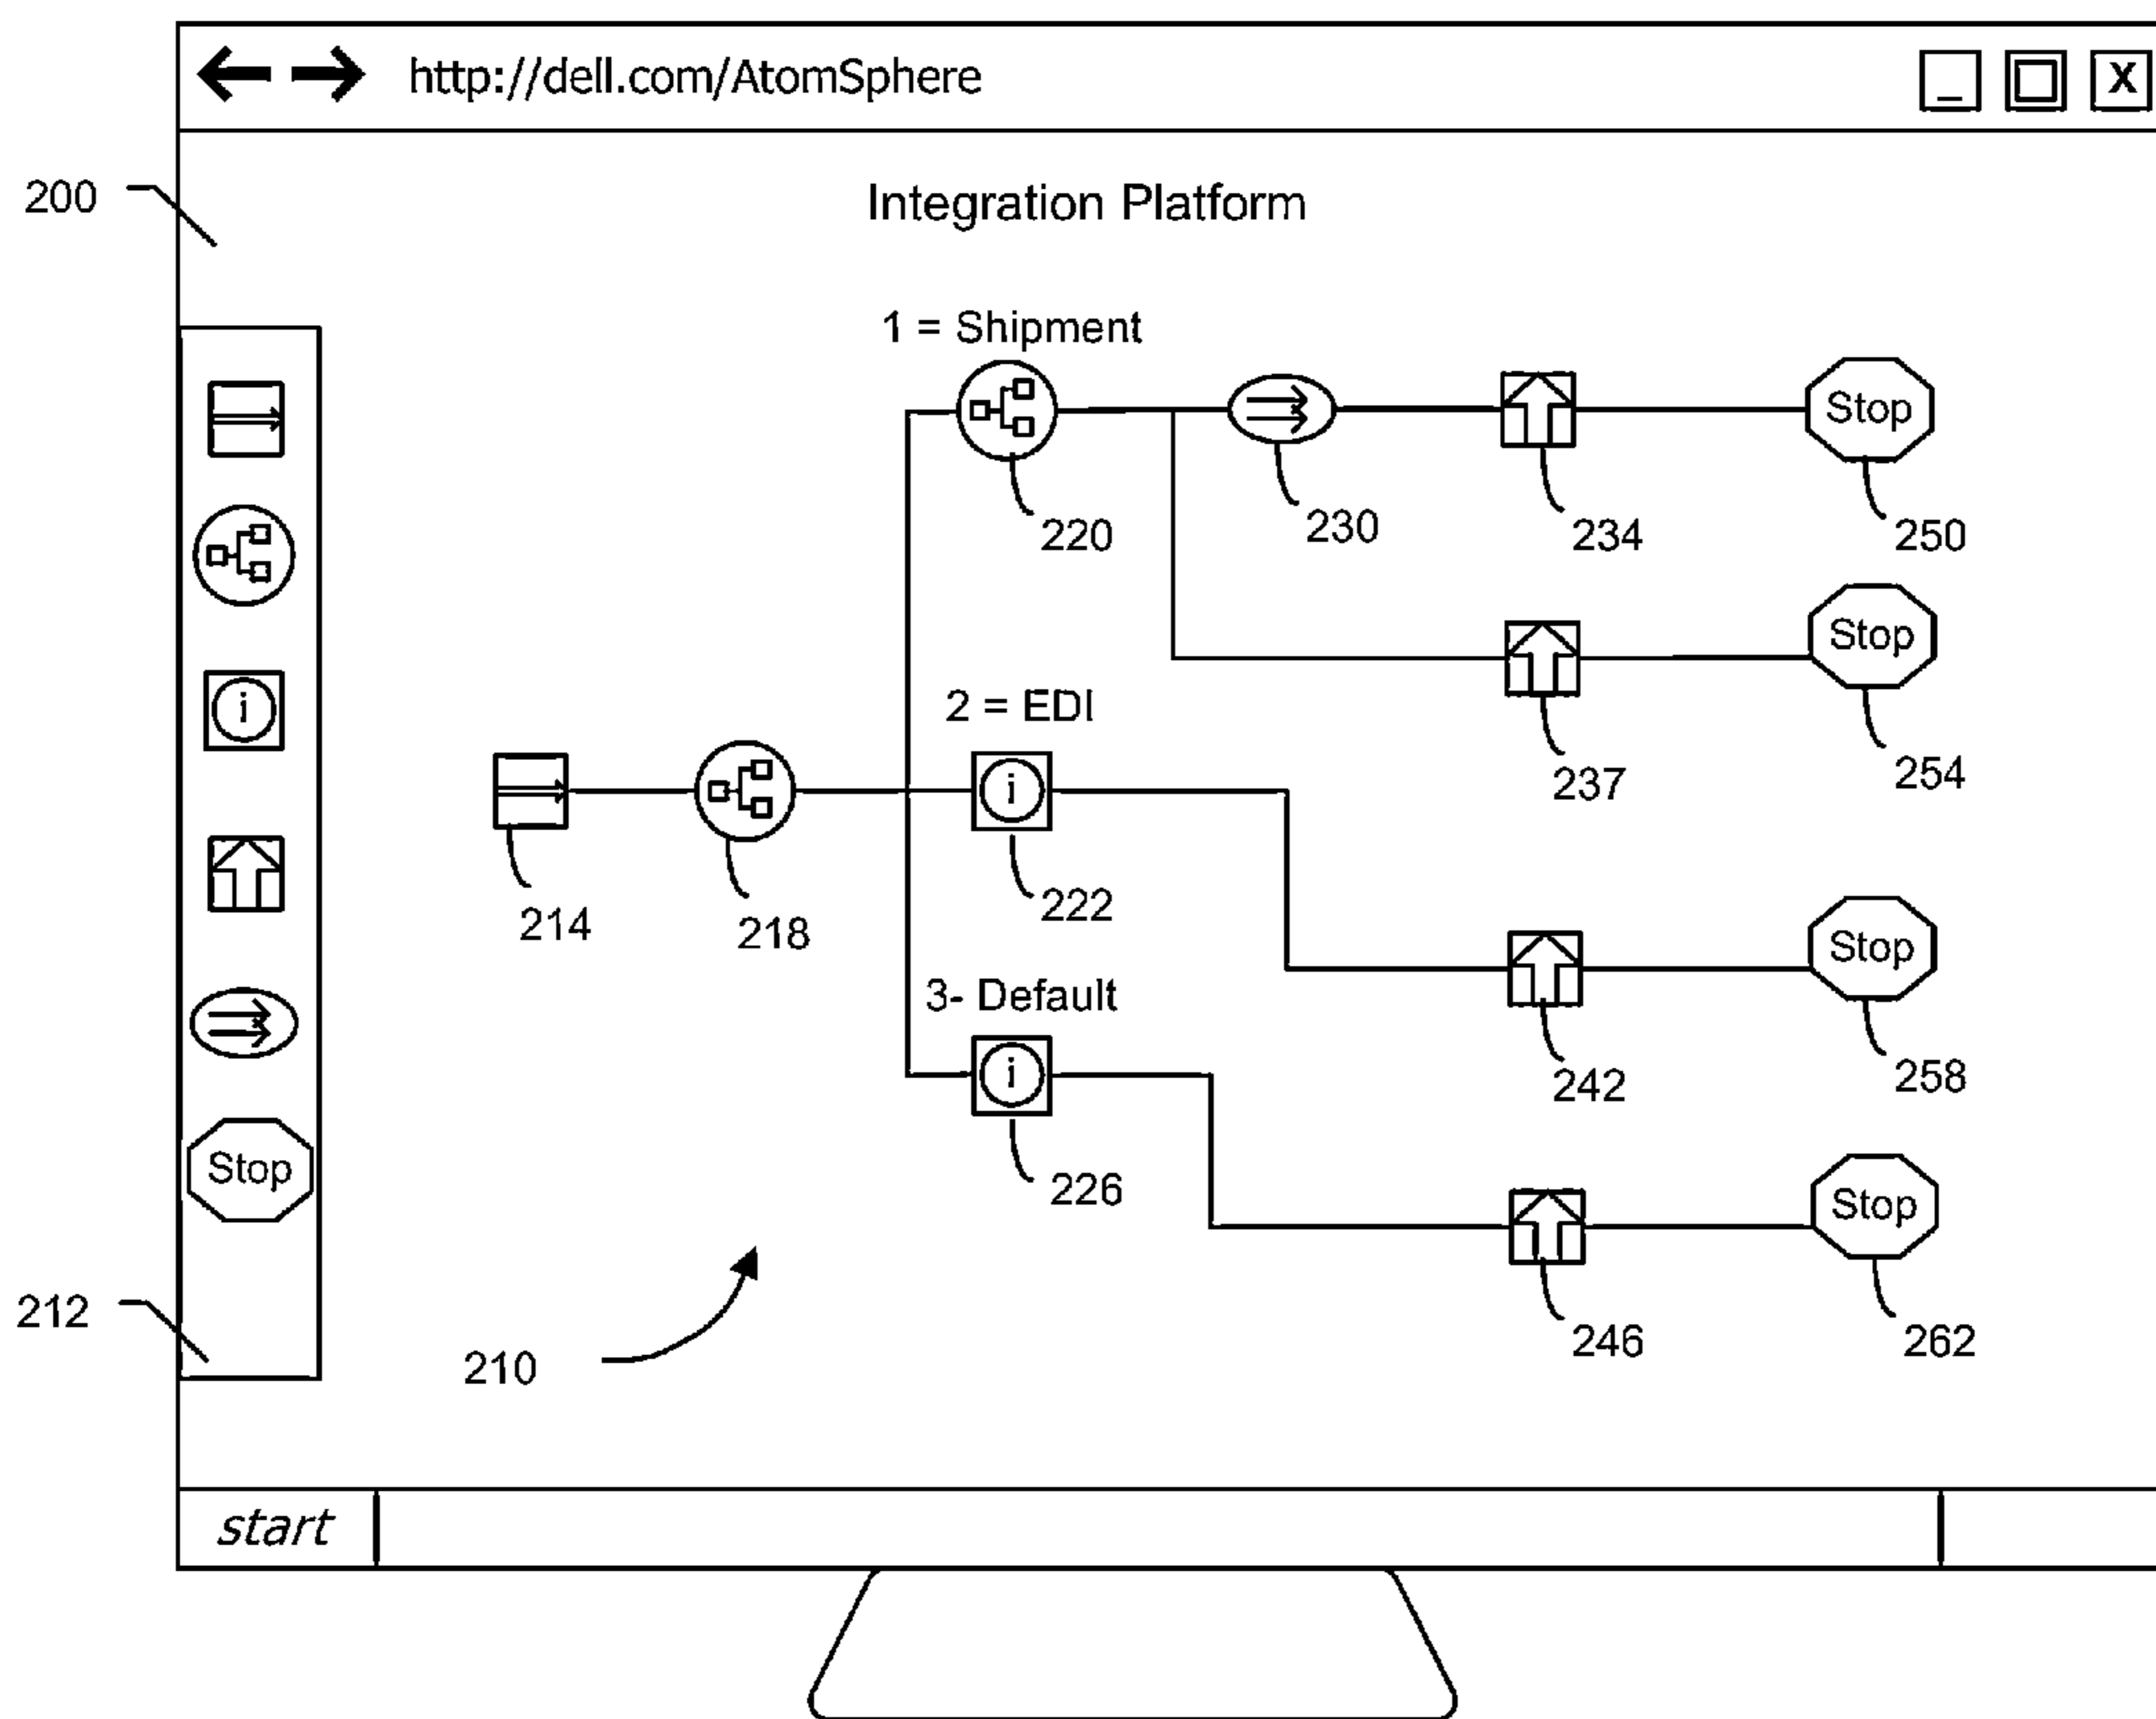 http://dell.com/AtomSphere
_
X
200
Integration Platform
1 = Shipment
Stop
220
230
234
250
Stop
2 = EDI
i
i
237
254
214
218
222
Stop
3- Default
242
258
i
Stop
226
Stop
212
210
246
262
start